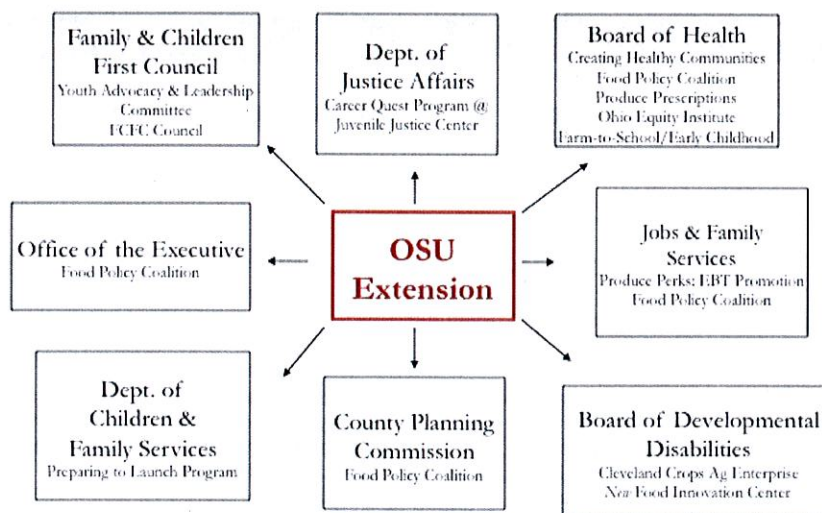 Family & Children
First Council
Youth Advocacy & Leadership
Committee
FCFC Council
Dept. of
Justice Affairs
Career Quest Program @
Juvenile Justice Center
Board of Health
Creating Healthy Communities
Food Policy Coalition
Produce Prescriptions
Ohio Equity Institute
Farm-to-School/Early Childhood
Office of the Executive
Food Policy Coalition
OSU
Extension
Jobs & Family
Services
Produce Perks: EBT Promotion
Food Policy Coalition
Dept. of
Children &
Family Services
Preparing to Launch Program
County Planning
Commission
Food Policy Coalition
Board of Developmental
Disabilities
Cleveland Crops Ag Enterprise
New Food Innovation Center